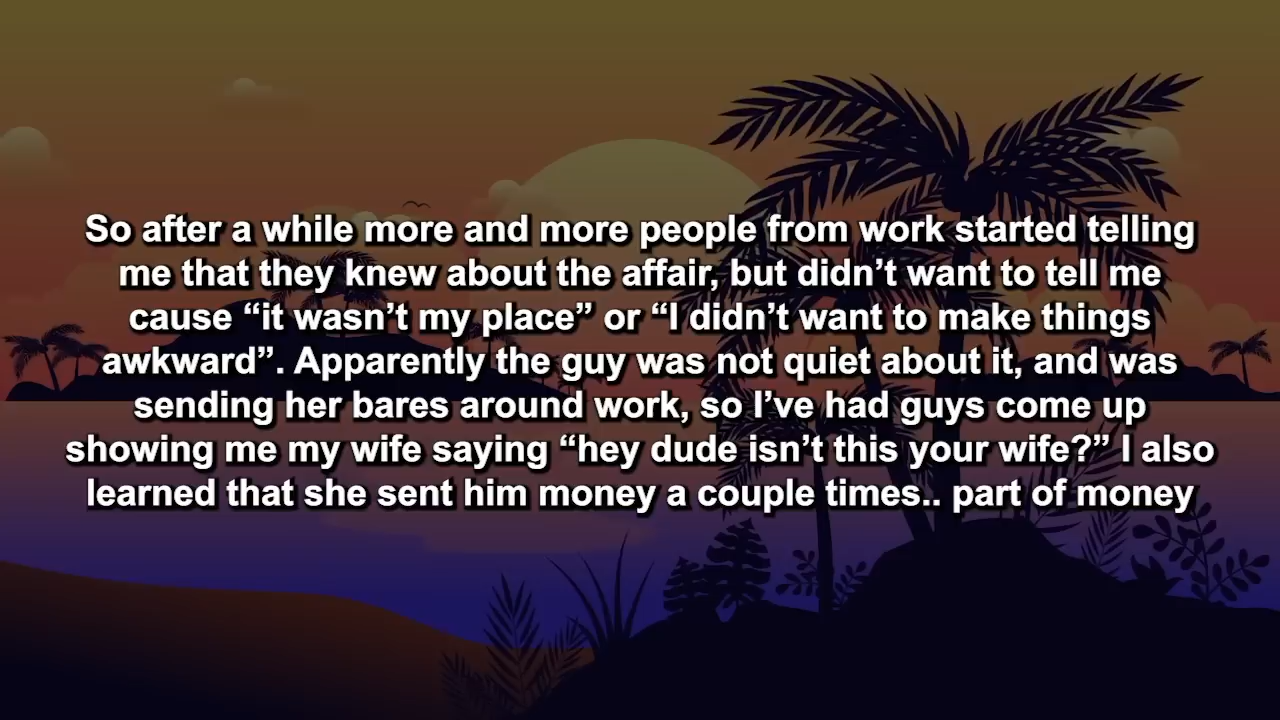 So after a while more and more people from work started telling
me that they knew about the affair, but didn’t want to tell me
cause “it wasn’t my place” or “I didn’t want to make things
awkward”. Apparently the guy was not quiet about it, and was
sending her bares around work, so I’ve had guys come up
showing me my wife saying “hey dude isn’t this your wife?” I also
learned that she sent him money a couple times.. part of money